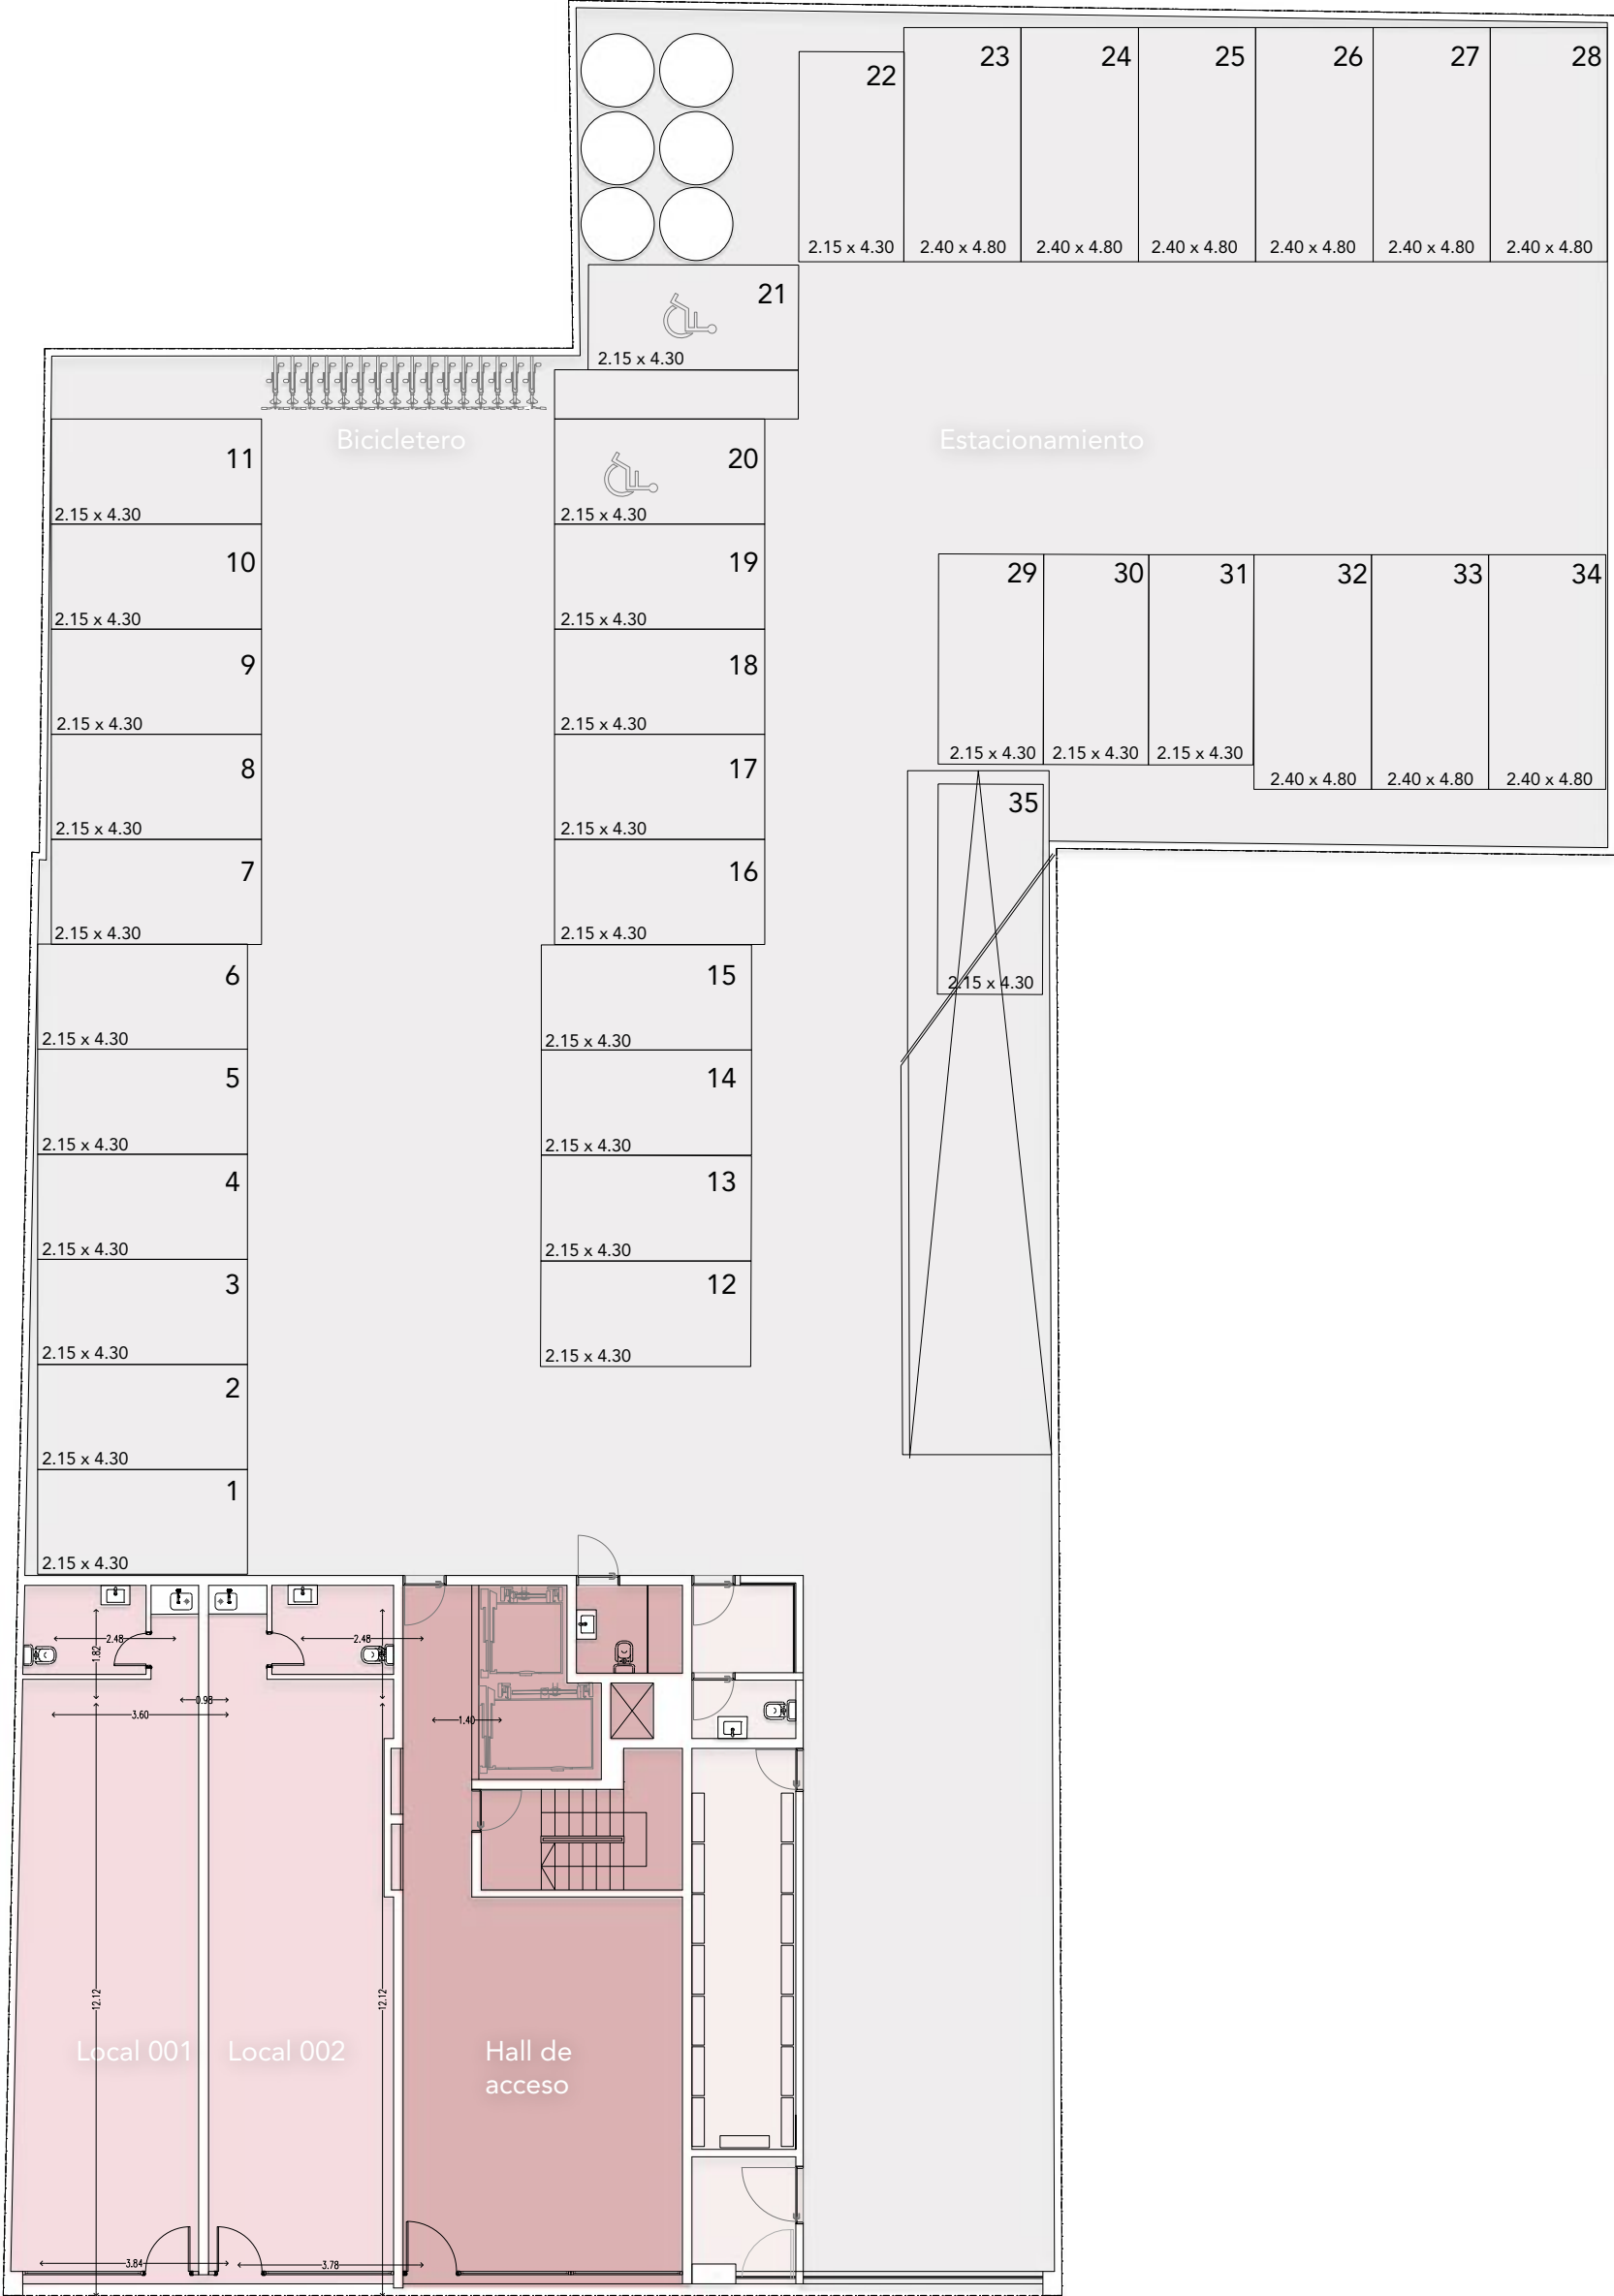 22
23
24
25
26
27
28
2.15 x 4.30
2.40 x 4.80
2.40 x 4.80
2.40 x 4.80
2.40 x 4.80
2.40 x 4.80
2.40 x 4.80
21
2.15 x 4.30
Bicicletero
Estacionamiento
11
2.15 x 4.30
10
2.15 x 4.30
9
2.15 x 4.30
8
2.15 x 4.30
7
2.15 x 4.30
6
2.15 x 4.30
5
2.15 x 4.30
4
2.15 x 4.30
3
2.15 x 4.30
2
2.15 x 4.30
1
2.15 x 4.30
20
2.15 x 4.30
19
2.15 x 4.30
18
2.15 x 4.30
17
2.15 x 4.30
16
2.15 x 4.30
15
2.15 x 4.30
14
2.15 x 4.30
13
2.15 x 4.30
12
2.15 x 4.30
29
30
31
32
33
34
2.15 x 4.30
2.15 x 4.30
2.15 x 4.30
2.40 x 4.80
2.40 x 4.80
2.40 x 4.80
35
2.15 x 4.30
2.48
1.82
2.48
0.98
3.60
1.40
12.12
12.12
Local 001
Local 002
Hall de
acceso
3.84
3.78